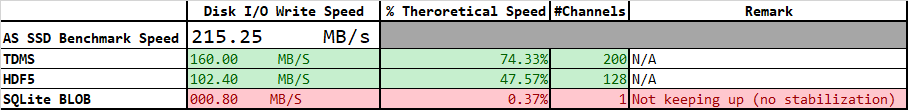 Disk I/O Write Speed % Theroretical Speed #Channels Remark
AS SSD Benchmark Speed 215.25 MB/s
TDMS 160.00 MB/S 74.33% 200 N/A
HDF5 102.40 MB/S 47.57% 128 N/A
SQLite BLOB 000.80 MB/S 0.37% 1 Not keeping up (no stabilization)